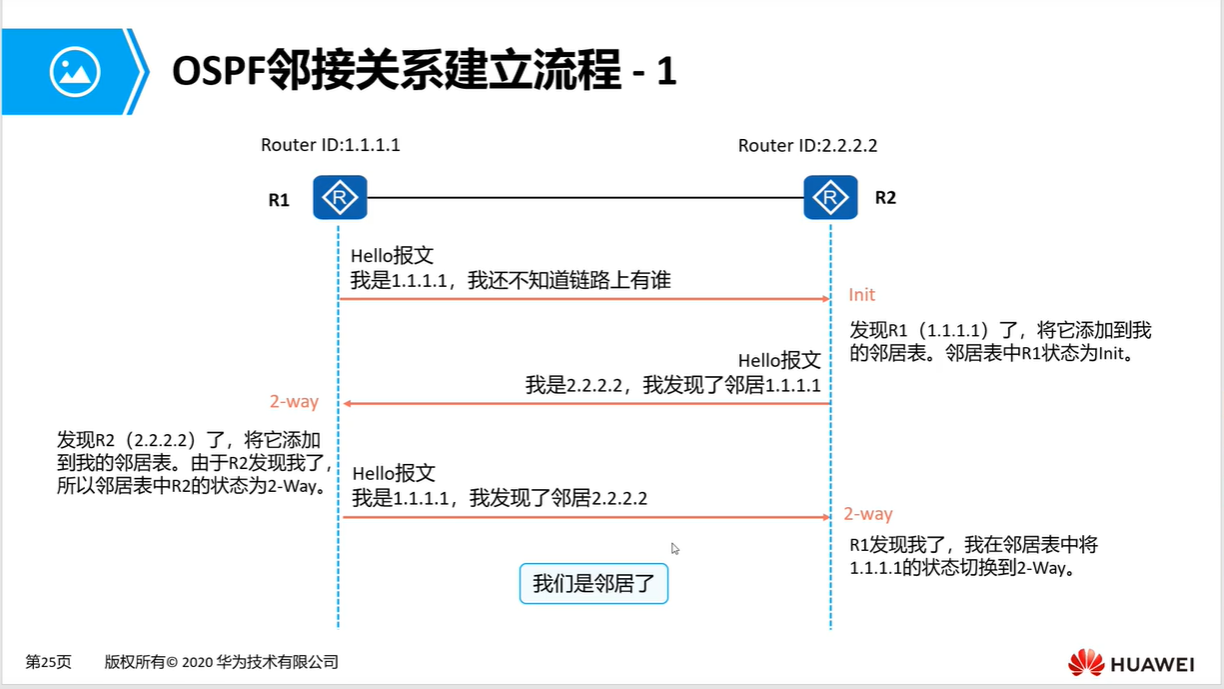 OSPF邻接关系建立流程 - 1
Router ID:1.1.1.1
Router ID:2.2.2.2
R1
R
R
R2
Hello报文
我是1.1.1.1，我还不知道链路上有谁
Init
发现R1（1.1.1.1）了，将它添加到我
的邻居表。邻居表中R1状态为Init。
Hello报文
我是2.2.2.2，我发现了邻居1.1.1.1
2-way
发现R2（2.2.2.2）了，将它添加
到我的邻居表。由于R2发现我了，
所以邻居表中R2的状态为2-Way。
Hello报文
我是1.1.1.1，我发现了邻居2.2.2.2
2-way
R1发现我了，我在邻居表中将
1.1.1.1的状态切换到2-Way。
我们是邻居了
第25页
版权所有© 2020 华为技术有限公司
HUAWEI